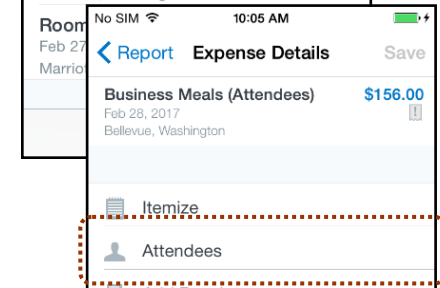 Room
Feb 27
Marrio
No SIM 10:05 AM
Report Expense Details Save
Business Meals (Attendees) $156.00
Feb 28, 2017
Bellevue, Washington
Itemize
Attendees